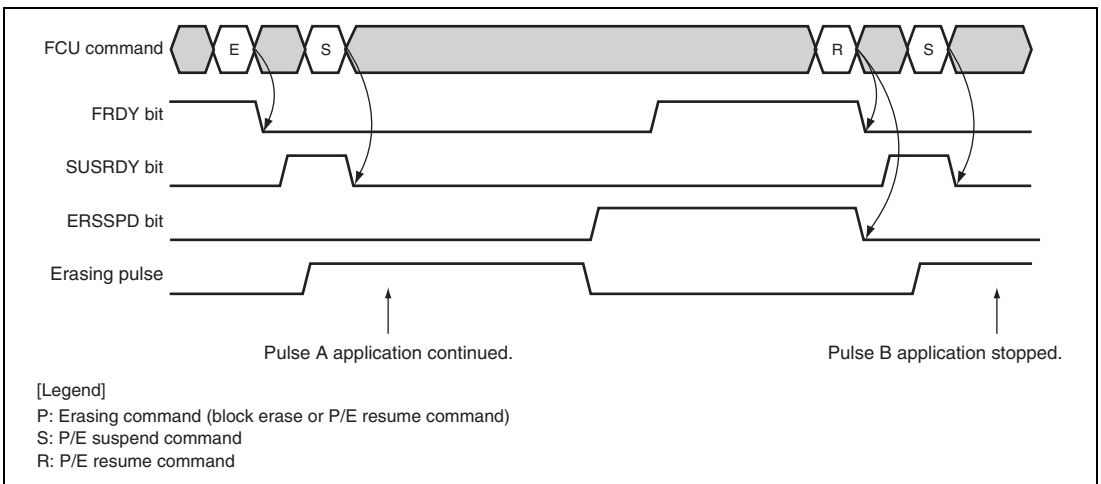 FCU command
E
S
R
S
FRDY bit
SUSRDY bit
ERSSPD bit
Erasing pulse
Pulse A application continued.
Pulse B application stopped.
[Legend]
P: Erasing command (block erase or P/E resume command)
S: P/E suspend command
R: P/E resume command